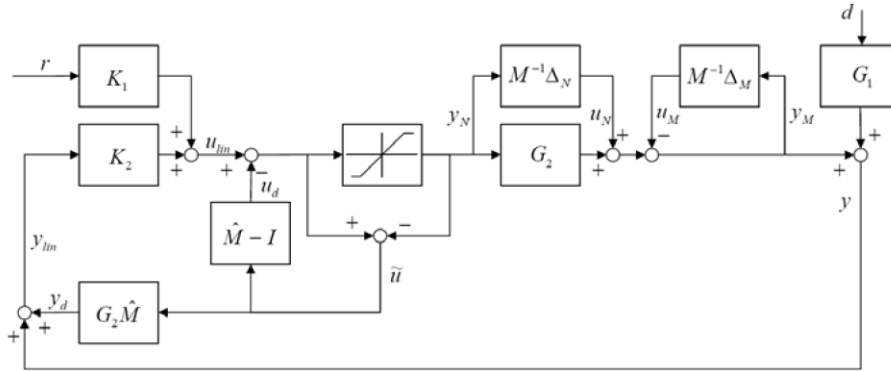 d
r
K₁
M⁻¹Δ_N
M⁻¹Δ_M
G₁
y_N
u_N
u_M
y_M
+
+
+
−
+
K₂
u_lin
+
+
−
G₂
+
+
+
u_d
y
M̂ − I
+
−
ũ
y_lin
y_d
G₂M̂
+
+